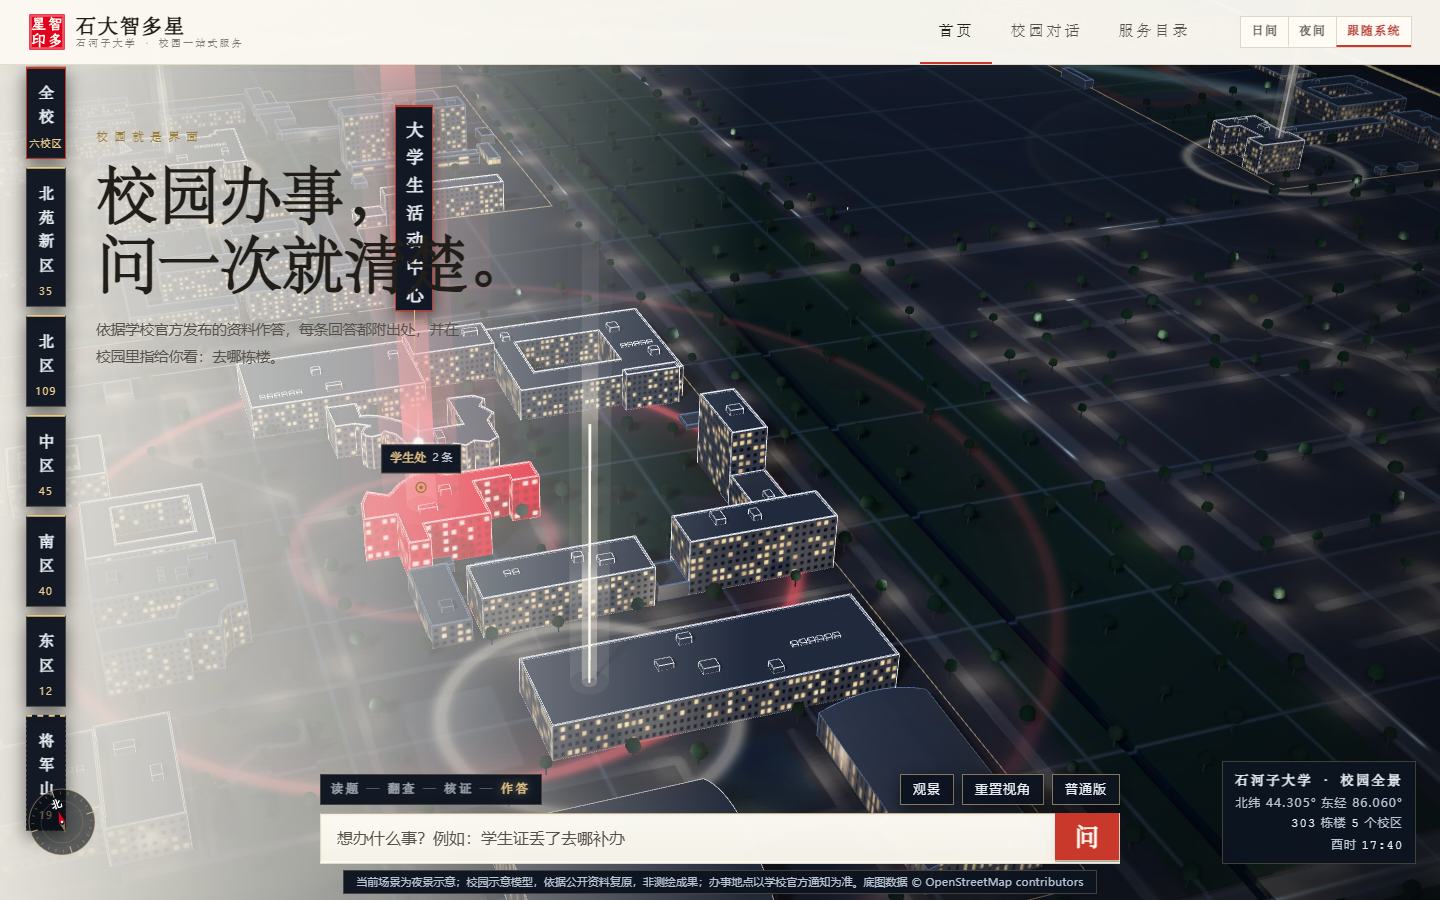 星智
印多
石大智多星
石河子大学 · 校园一站式服务
首页
校园对话
服务目录
日间
夜间
跟随系统
全校
六校区
北苑新区
35
北区
109
中区
45
南区
40
东区
12
将军山
19
北
校园就是界面
校园办事，
问一次就清楚。
依据学校官方发布的资料作答，每条回答都附出处，并在
校园里指给你看：去哪栋楼。
大学生活动中心
学生处 2 条
读题 — 翻查 — 核证 — 作答
观景
重置视角
普通版
想办什么事？例如：学生证丢了去哪补办
问
当前场景为夜景示意；校园示意模型，依据公开资料复原，非测绘成果；办事地点以学校官方通知为准。底图数据 © OpenStreetMap contributors
石河子大学 · 校园全景
北纬 44.305° 东经 86.060°
303 栋楼 5 个校区
酉时 17:40